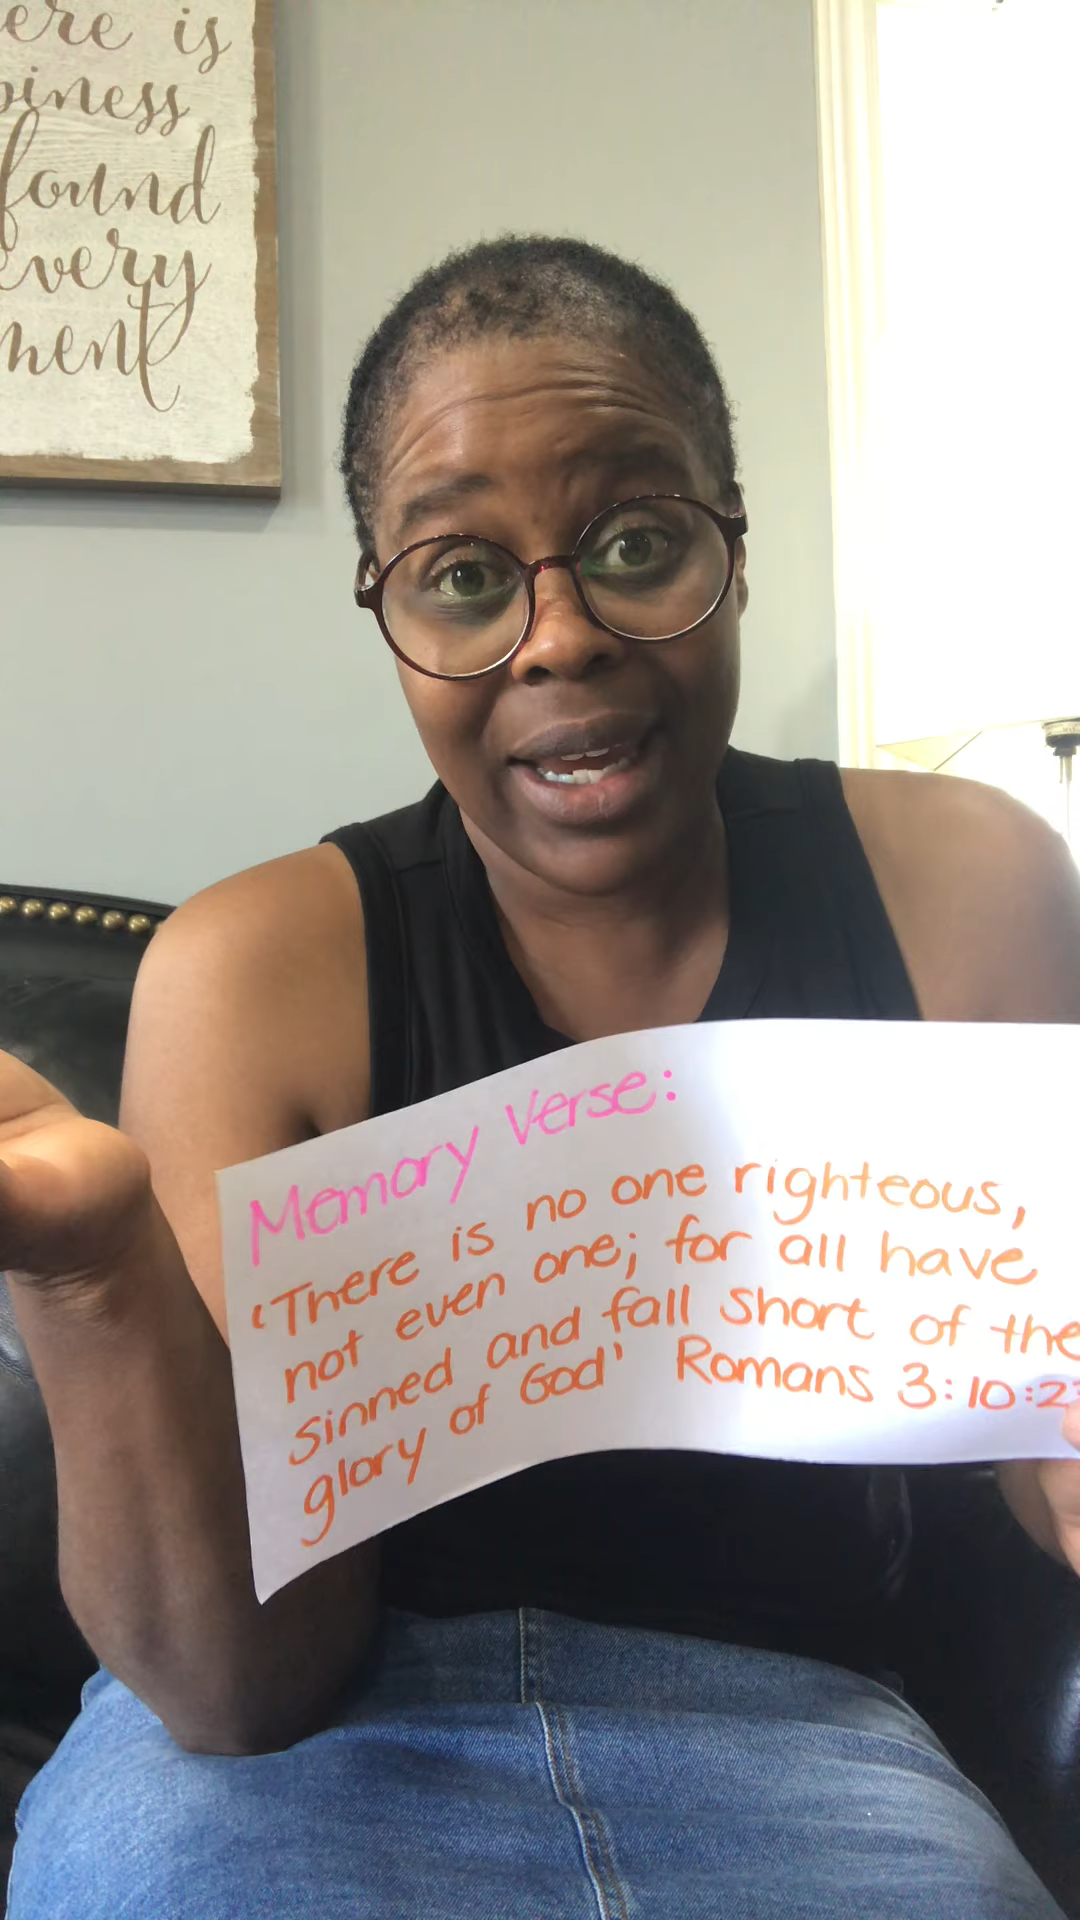 ere is
piness
found
every
ment
Memory Verse:
'There is no one righteous,
not even one; for all have
sinned and fall short of the
glory of God' Romans 3:10:23